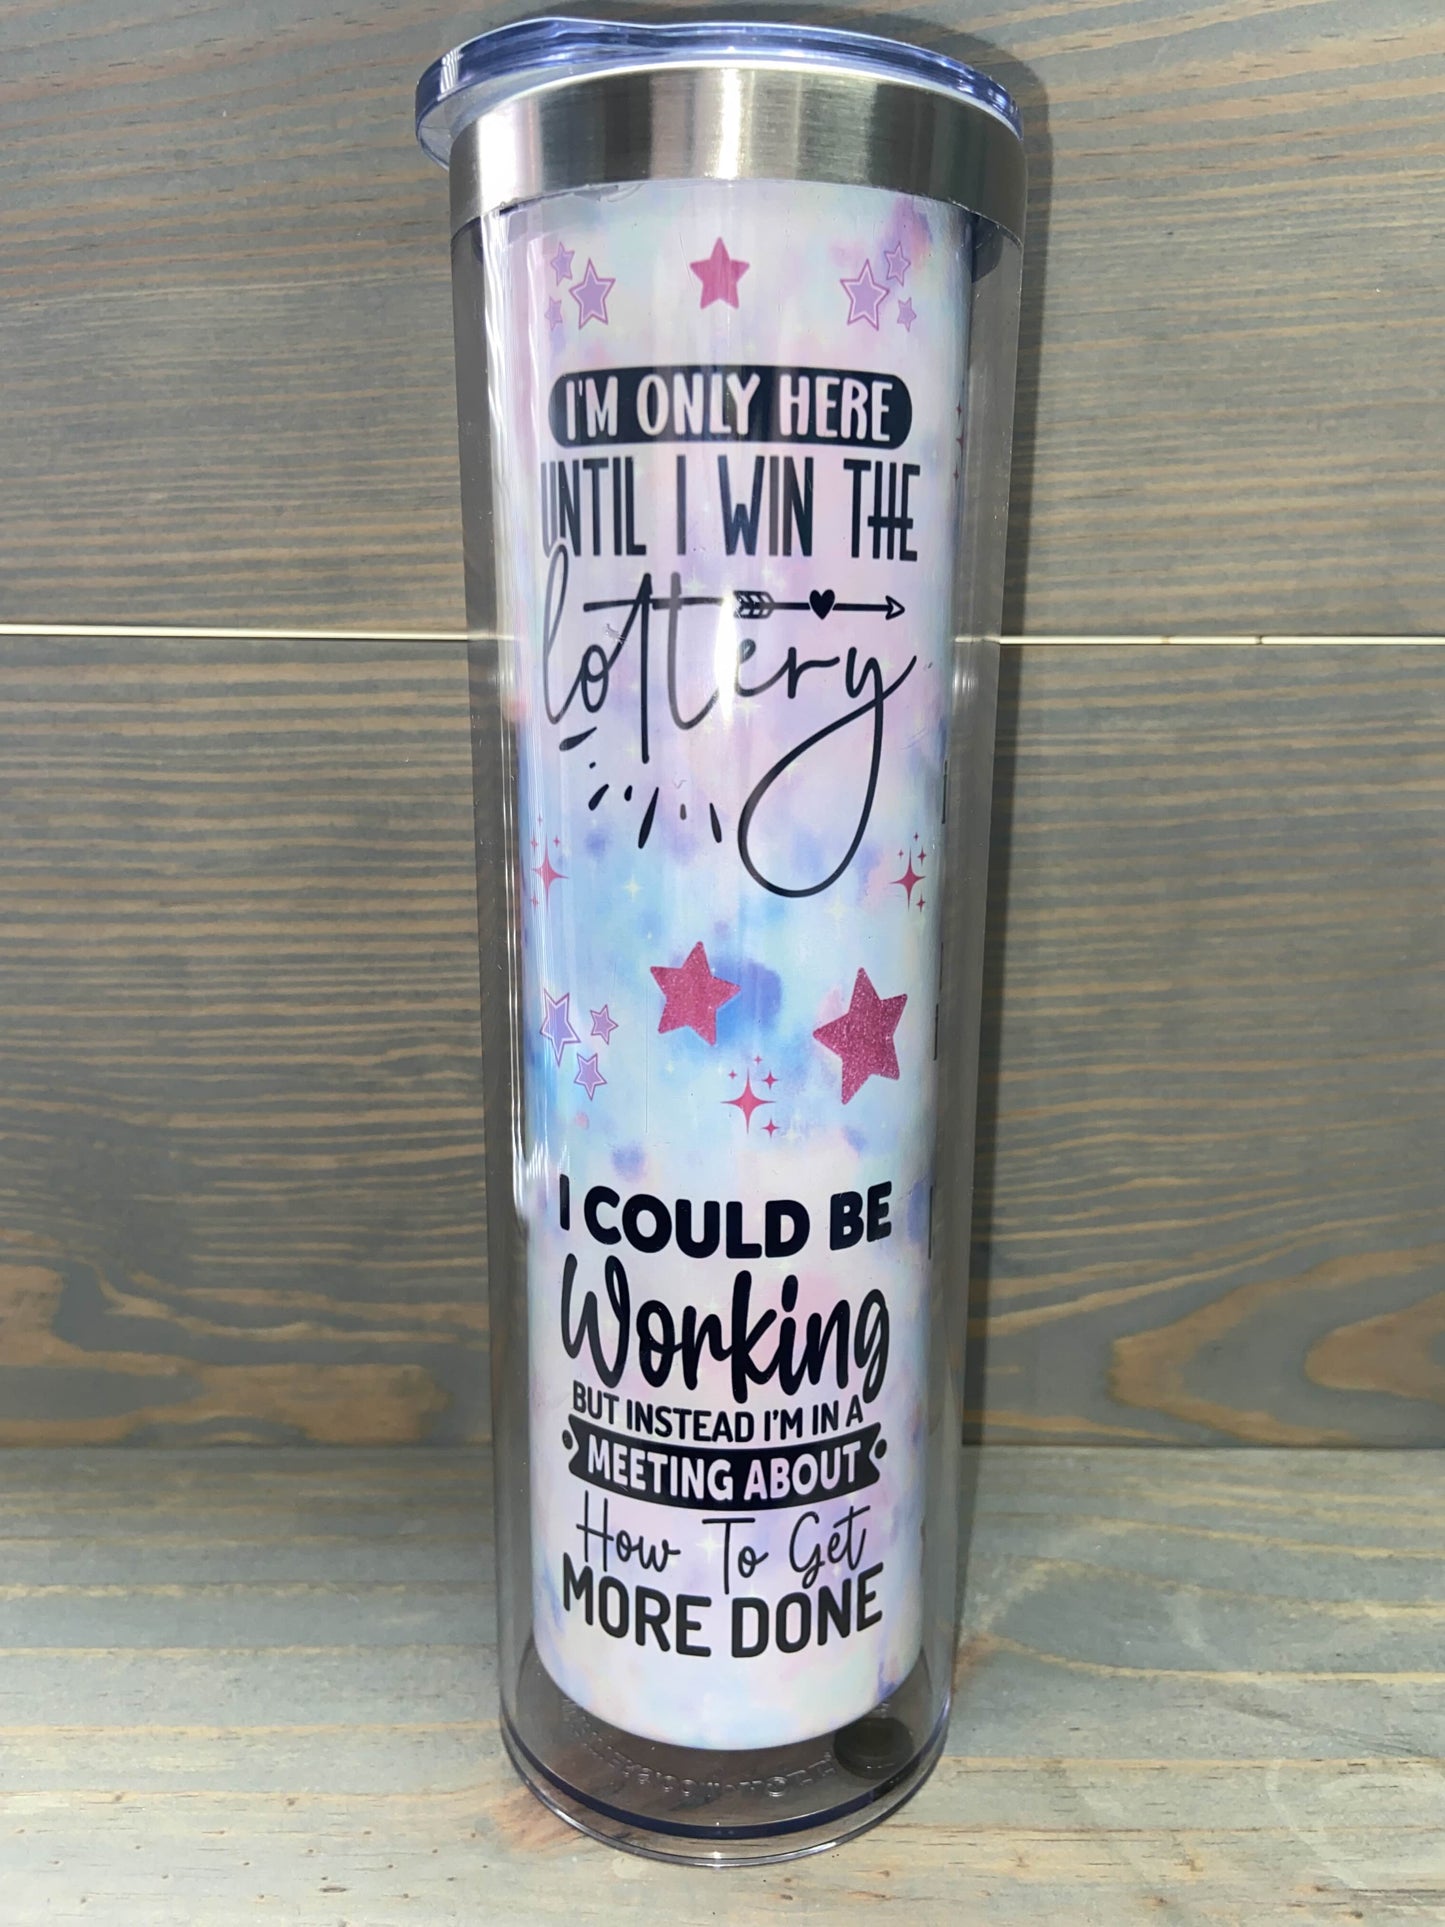 I'M ONLY HERE
UNTIL I WIN THE
lottery
I COULD BE
Working
BUT INSTEAD I'M IN A
MEETING ABOUT
How To Get
MORE DONE